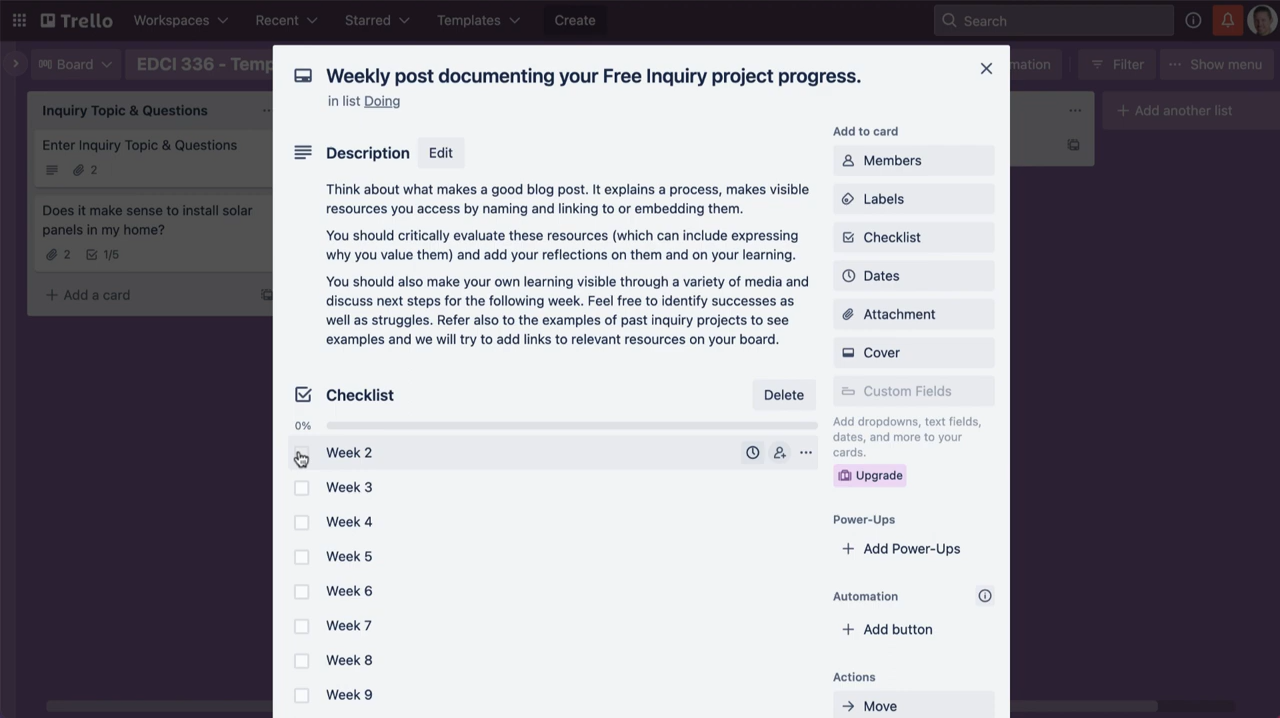 Trello
Workspaces
Recent
Starred
Templates
Create
Search
Board
EDCI 336 - Temp
mation
Filter
Show menu
Inquiry Topic & Questions
Enter Inquiry Topic & Questions
2
Does it make sense to install solar
panels in my home?
2
1/5
+ Add a card
+ Add another list
Weekly post documenting your Free Inquiry project progress.
in list Doing
Description
Edit
Think about what makes a good blog post. It explains a process, makes visible
resources you access by naming and linking to or embedding them.
You should critically evaluate these resources (which can include expressing
why you value them) and add your reflections on them and on your learning.
You should also make your own learning visible through a variety of media and
discuss next steps for the following week. Feel free to identify successes as
well as struggles. Refer also to the examples of past inquiry projects to see
examples and we will try to add links to relevant resources on your board.
Checklist
Delete
0%
Week 2
Week 3
Week 4
Week 5
Week 6
Week 7
Week 8
Week 9
Add to card
Members
Labels
Checklist
Dates
Attachment
Cover
Custom Fields
Add dropdowns, text fields,
dates, and more to your
cards.
Upgrade
Power-Ups
+ Add Power-Ups
Automation
+ Add button
Actions
→ Move